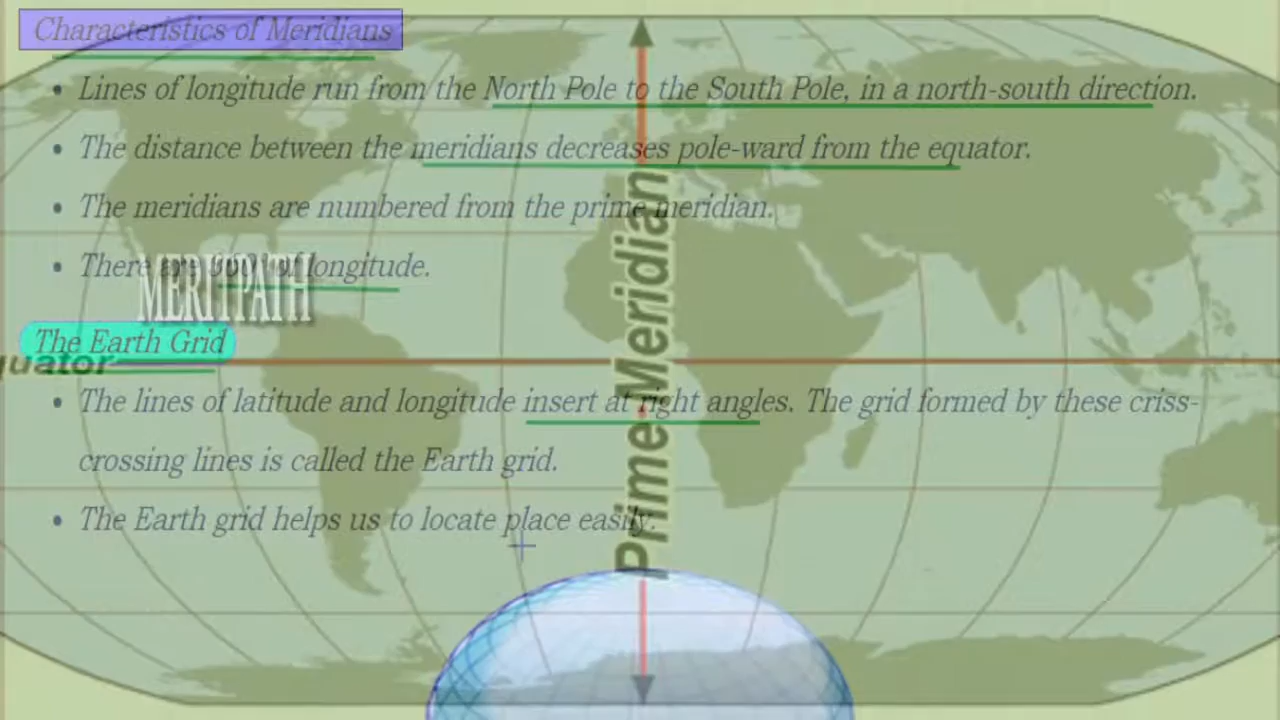 Characteristics of Meridians
• Lines of longitude run from the North Pole to the South Pole, in a north-south direction.
• The distance between the meridians decreases pole-ward from the equator.
• The meridians are numbered from the prime meridian.
• There are 360° of longitude.
MERITPATH
The Earth Grid
quator
• The lines of latitude and longitude insert at right angles. The grid formed by these criss-
crossing lines is called the Earth grid.
• The Earth grid helps us to locate place easily.
Prime Meridian